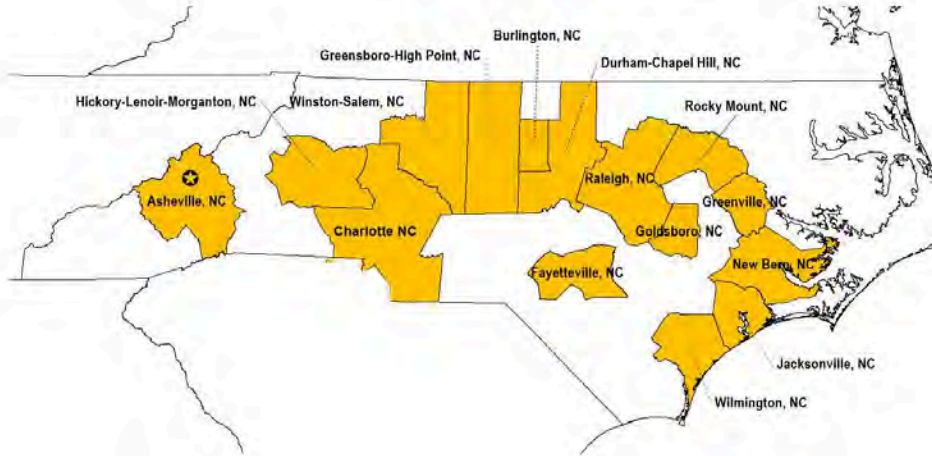 Burlington, NC
Greensboro-High Point, NC
Durham-Chapel Hill, NC
Hickory-Lenoir-Morganton, NC
Winston-Salem, NC
Rocky Mount, NC
Raleigh, NC
Asheville, NC
Greenville, NC
Charlotte NC
Goldsboro, NC
New Bern, NC
Fayetteville, NC
Jacksonville, NC
Wilmington, NC